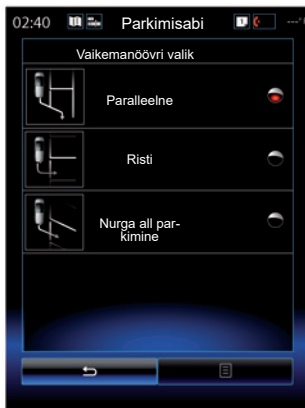 02:40 Parkimisabi
Vaikemanöövri valik
Paralleelne
Risti
Nurga all par-
kimine